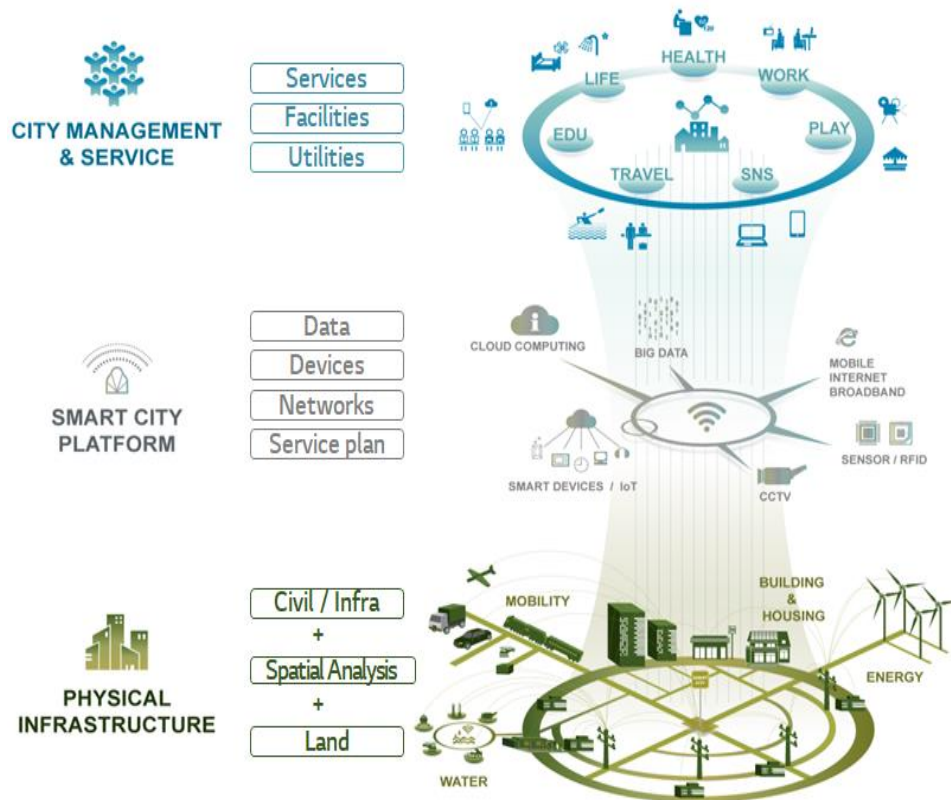 CITY MANAGEMENT
& SERVICE
Services
Facilities
Utilities
HEALTH
LIFE
WORK
EDU
PLAY
TRAVEL
SNS
SMART CITY
PLATFORM
Data
Devices
Networks
Service plan
CLOUD COMPUTING
BIG DATA
MOBILE
INTERNET
BROADBAND
SENSOR / RFID
SMART DEVICES / IoT
CCTV
PHYSICAL
INFRASTRUCTURE
Civil / Infra
+
Spatial Analysis
+
Land
MOBILITY
BUILDING
&
HOUSING
ENERGY
WATER